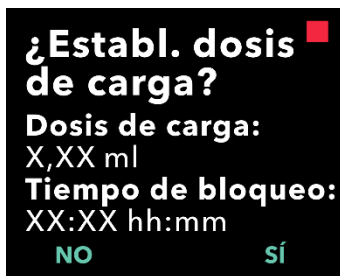 ¿Establ. dosis
de carga?
Dosis de carga:
X,XX ml
Tiempo de bloqueo:
XX:XX hh:mm
NO SÍ